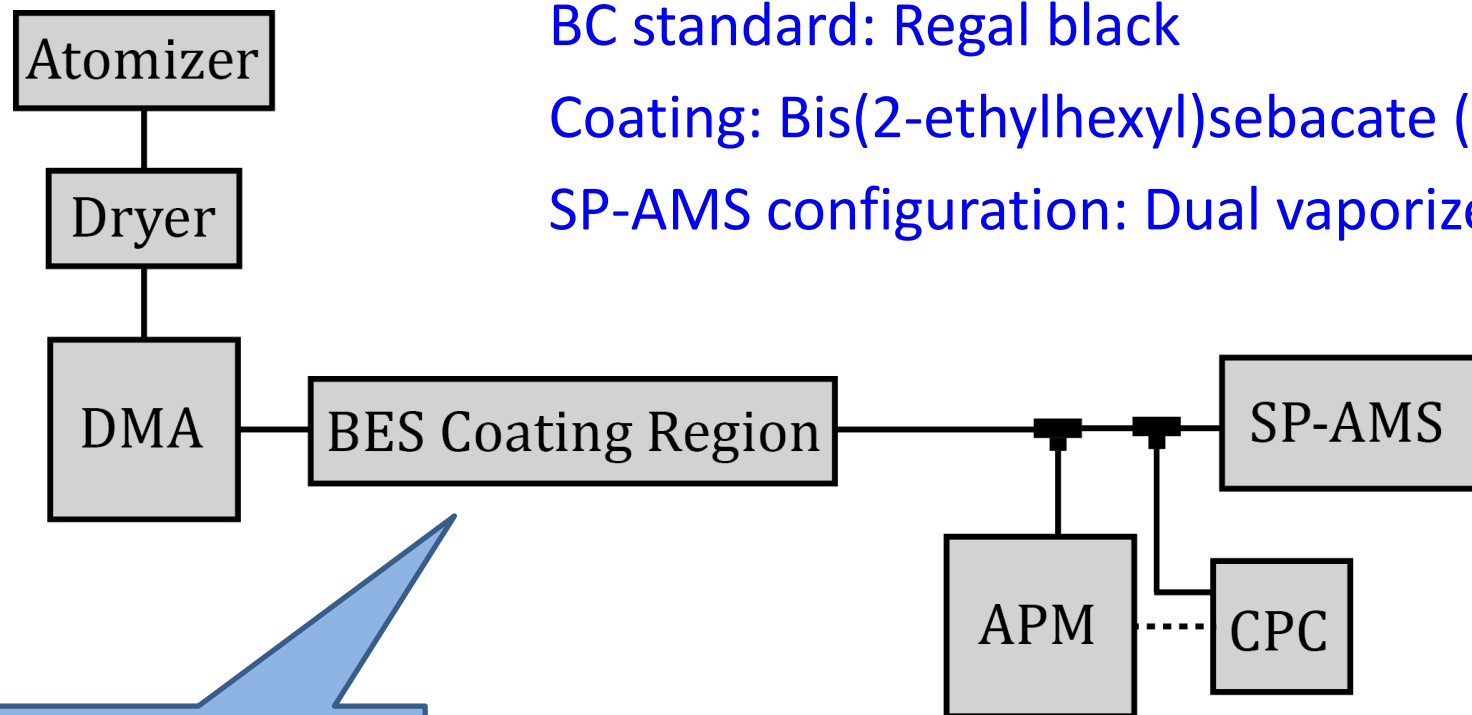 Atomizer
BC standard: Regal black
Coating: Bis(2-ethylhexyl)sebacate (
SP-AMS configuration: Dual
Dryer
DMA
BES Coating Region
SP-AMS
APM
CPC